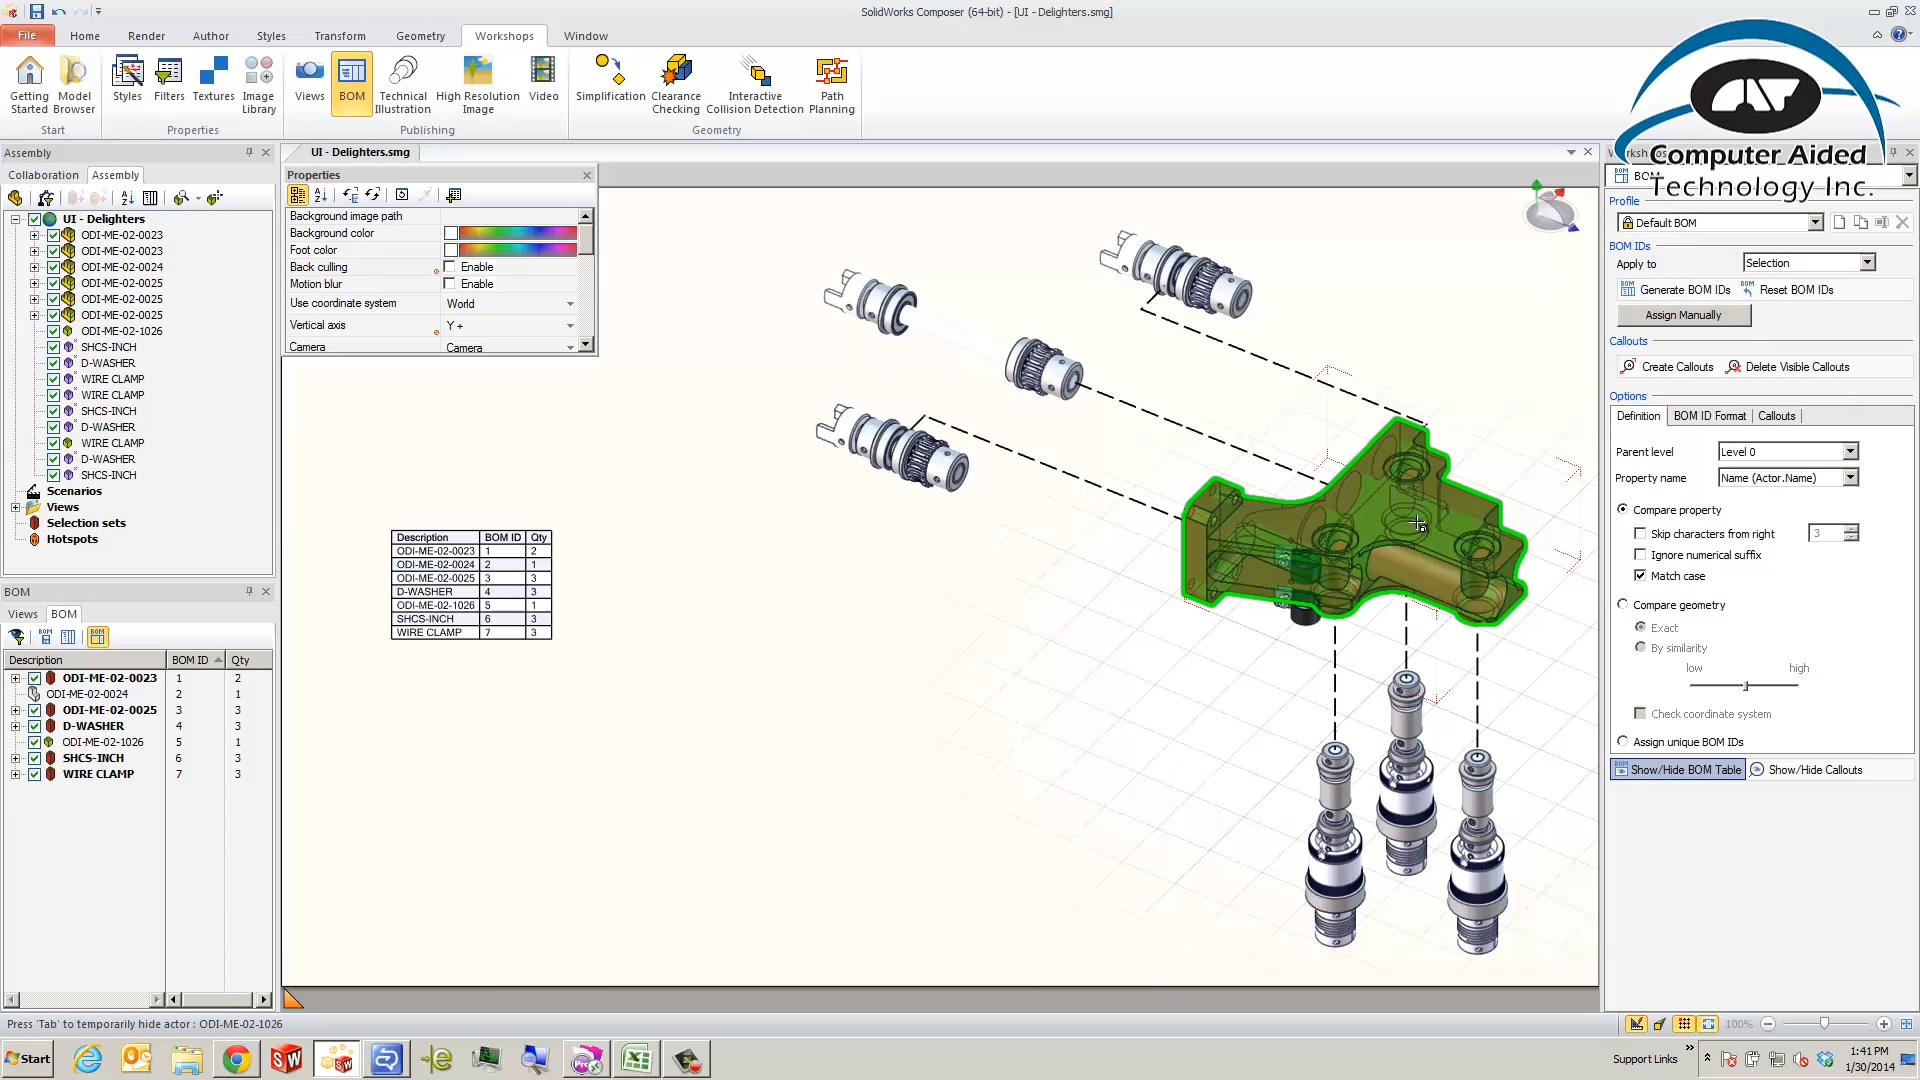 SolidWorks Composer (64-bit) - [UI - Delighters.smg]
File Home Render Author Styles Transform Geometry Workshops Window
Getting Started
Model Browser
Styles
Filters
Textures
Image Library
Views
BOM
Technical Illustration
High Resolution Image
Video
Simplification
Clearance Checking
Interactive Collision Detection
Path Planning
Start Properties Publishing Geometry
Computer Aided
Technology Inc.
Assembly
Collaboration Assembly
UI - Delighters
ODI-ME-02-0023
ODI-ME-02-0023
ODI-ME-02-0024
ODI-ME-02-0025
ODI-ME-02-0025
ODI-ME-02-0025
ODI-ME-02-1026
SHCS-INCH
D-WASHER
WIRE CLAMP
WIRE CLAMP
SHCS-INCH
D-WASHER
WIRE CLAMP
D-WASHER
SHCS-INCH
Scenarios
Views
Selection sets
Hotspots
BOM
Views BOM
Description BOM ID Qty
ODI-ME-02-0023 1 2
ODI-ME-02-0024 2 1
ODI-ME-02-0025 3 3
D-WASHER 4 3
ODI-ME-02-1026 5 1
SHCS-INCH 6 3
WIRE CLAMP 7 3
UI - Delighters.smg
Properties
Background image path
Background color
Foot color
Back culling Enable
Motion blur Enable
Use coordinate system World
Vertical axis Y +
Camera Camera
Description BOM ID Qty
ODI-ME-02-0023 1 2
ODI-ME-02-0024 2 1
ODI-ME-02-0025 3 3
D-WASHER 4 3
ODI-ME-02-1026 5 1
SHCS-INCH 6 3
WIRE CLAMP 7 3
BOM
Profile
Default BOM
BOM IDs
Apply to Selection
Generate BOM IDs Reset BOM IDs
Assign Manually
Callouts
Create Callouts Delete Visible Callouts
Options
Definition BOM ID Format Callouts
Parent level Level 0
Property name Name (Actor.Name)
Compare property
Skip characters from right 3
Ignore numerical suffix
Match case
Compare geometry
Exact
By similarity
low high
Check coordinate system
Assign unique BOM IDs
Show/Hide BOM Table Show/Hide Callouts
Press 'Tab' to temporarily hide actor : ODI-ME-02-1026
100%
Start
Support Links
1:41 PM
1/30/2014